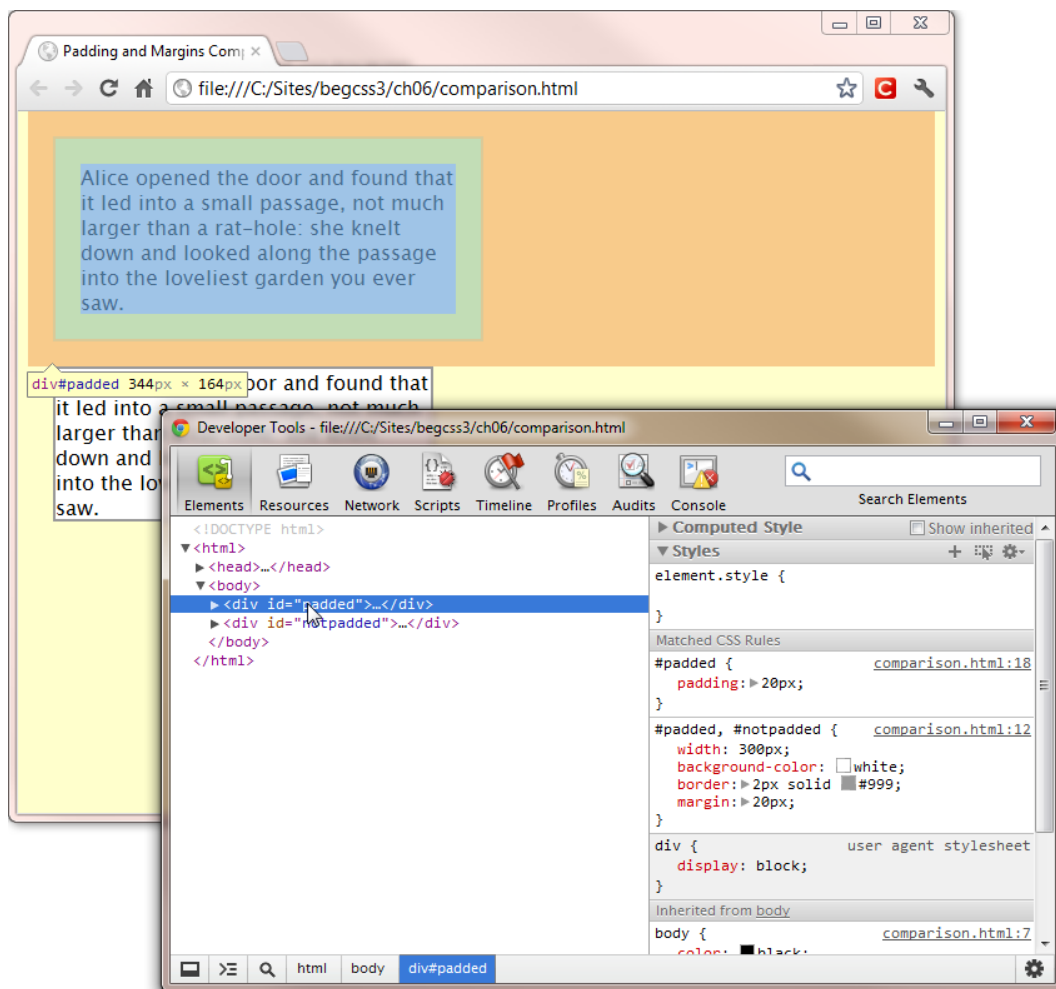 Padding and Margins Com
file:///C:/Sites/begcss3/ch06/comparison.html
Alice opened the door and found that
it led into a small passage, not much
larger than a rat-hole: she knelt
down and looked along the passage
into the loveliest garden you ever
saw.
div#padded 344px × 164px
oor and found that
it led into a small passage, not much
larger than
down and
into the lo
saw.
Developer Tools - file:///C:/Sites/begcss3/ch06/comparison.html
Elements Resources Network Scripts Timeline Profiles Audits Console
Search Elements
<!DOCTYPE html>
▼<html>
▶<head>…</head>
▼<body>
▶<div id="padded">…</div>
▶<div id="notpadded">…</div>
</body>
</html>
▶ Computed Style Show inherited
▼ Styles
element.style {
}
Matched CSS Rules
#padded { comparison.html:18
padding:▶20px;
}
#padded, #notpadded { comparison.html:12
width: 300px;
background-color: white;
border:▶2px solid #999;
margin:▶20px;
}
div { user agent stylesheet
display: block;
}
Inherited from body
body { comparison.html:7
color: black;
html body div#padded